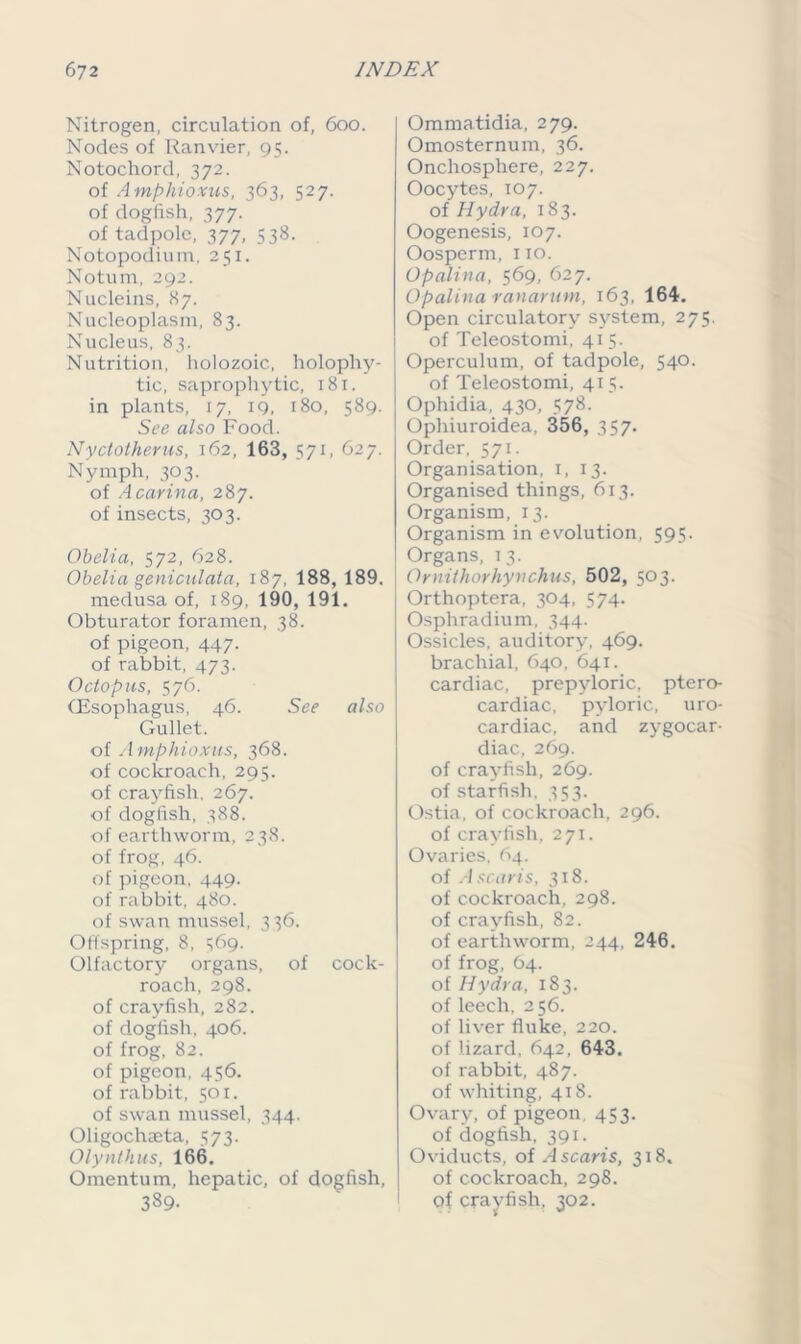 672 INDEX
Nitrogen, circulation of, 600.
Nodes of Ranvier, 95.
Notochord, 372.
of Amphioxus, 363, 527.
of dogfish, 377.
of tadpole, 377, 538.
Notopodium, 251.
Notum, 292.
Nucleins, 87.
Nucleoplasm, 83.
Nucleus, 83.
Nutrition, holozoic, holophy-
tic, saprophytic, 181.
in plants, 17, 19, 180, 589.
See also Food.
Nyctotherus, 162, 163, 571, 627.
Nymph, 303.
of Acarina, 287.
of insects, 303.
Obelia, 572, 628.
Obelia geniculata, 187, 188, 189.
medusa of, 189, 190, 191.
Obturator foramen, 38.
of pigeon, 447.
of rabbit, 473.
Octopus, 576.
Œsophagus, 46. See also
Gullet.
of Amphioxus, 368.
of cockroach, 295.
of crayfish, 267.
of dogfish, 388.
of earthworm, 238.
of frog, 46.
of pigeon, 449.
of rabbit, 480.
of swan mussel, 336.
Offspring, 8, 569.
Olfactory organs, of cock-
roach, 298.
of crayfish, 282.
of dogfish, 406.
of frog, 82.
of pigeon, 456.
of rabbit, 501.
of swan mussel, 344.
Oligochæta, 573.
Olynthus, 166.
Omentum, hepatic, of dogfish,
389.
Ommatidia, 279.
Omosternum, 36.
Onchosphere, 227.
Oocytes, 107.
of Hydra, 183.
Oogenesis, 107.
Oosperm, 110.
Opalina, 569, 627.
Opalina ranarum, 163, 164.
Open circulatory system, 275.
of Teleostomi, 415.
Operculum, of tadpole, 540.
of Teleostomi, 415.
Ophidia, 430, 578.
Ophiuroidea, 356, 357.
Order, 571.
Organisation, 1, 13.
Organised things, 613.
Organism, 13.
Organism in evolution, 595.
Organs, 13.
Ornithorhynchus, 502, 503.
Orthoptera, 304, 574.
Osphradium, 344.
Ossicles, auditory, 469.
brachial, 640, 641.
cardiac, prepyloric, ptero-
cardiac, pyloric, uro-
cardiac, and zygocar-
diac, 269.
of crayfish, 269.
of starfish, 353.
Ostia, of cockroach, 296.
of crayfish, 271.
Ovaries, 64.
of Ascaris, 318.
of cockroach, 298.
of crayfish, 82.
of earthworm, 244, 246.
of frog, 64.
of Hydra, 183.
of leech, 256.
of liver fluke, 220.
of lizard, 642, 643.
of rabbit, 487.
of whiting, 418.
Ovary, of pigeon, 453.
of dogfish, 391.
Oviducts, of Ascaris, 318.
of cockroach, 298.
of crayfish, 302.